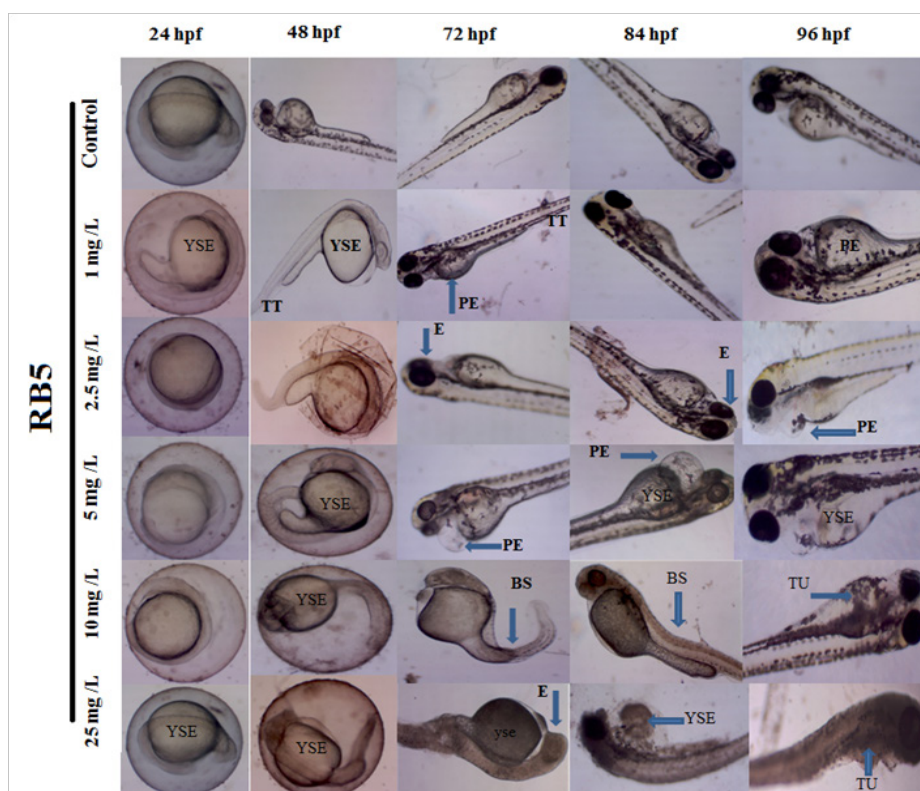 24 hpf 48 hpf 72 hpf 84 hpf 96 hpf
RB5
Control
1 mg /L
YSE YSE TT PE TT PE
2.5 mg /L
E E PE
5 mg /L
YSE PE PE YSE YSE
10 mg /L
YSE BS BS TU
25 mg /L
YSE YSE yse E YSE TU